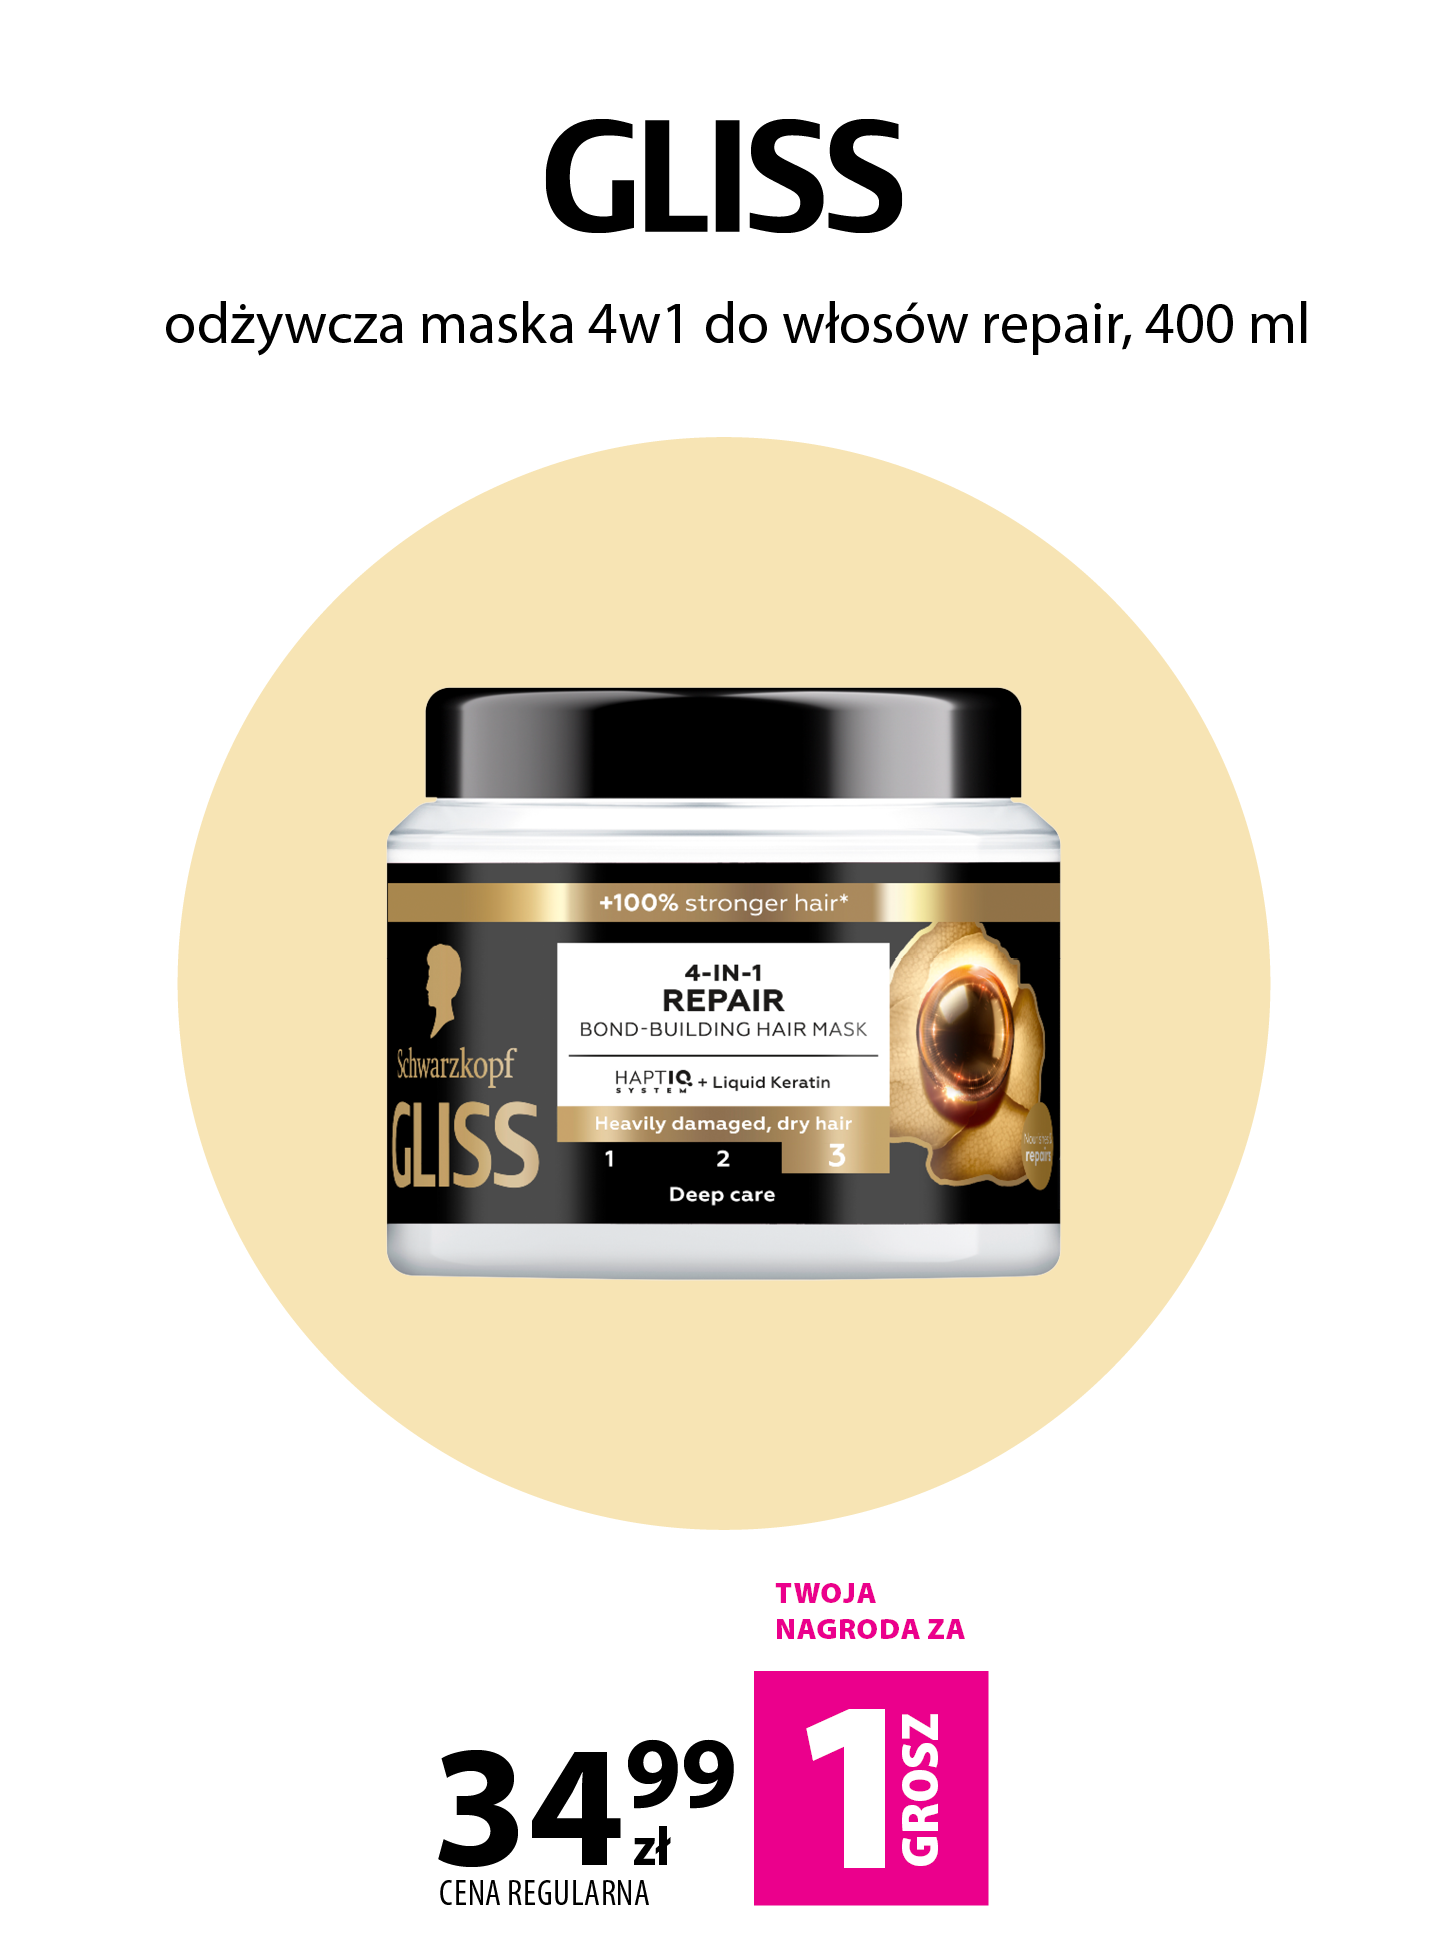 GLISS
odżywcza maska 4w1 do włosów repair, 400 ml
+100% stronger hair*
4-IN-1
REPAIR
BOND-BUILDING HAIR MASK
HAPTIQ
SYSTEM
+ Liquid Keratin
Schwarzkopf
GLISS
Heavily damaged, dry hair
1 2 3
Deep care
repair
TWOJA
NAGRODA ZA
34 99
zł
CENA REGULARNA
1 GROSZ